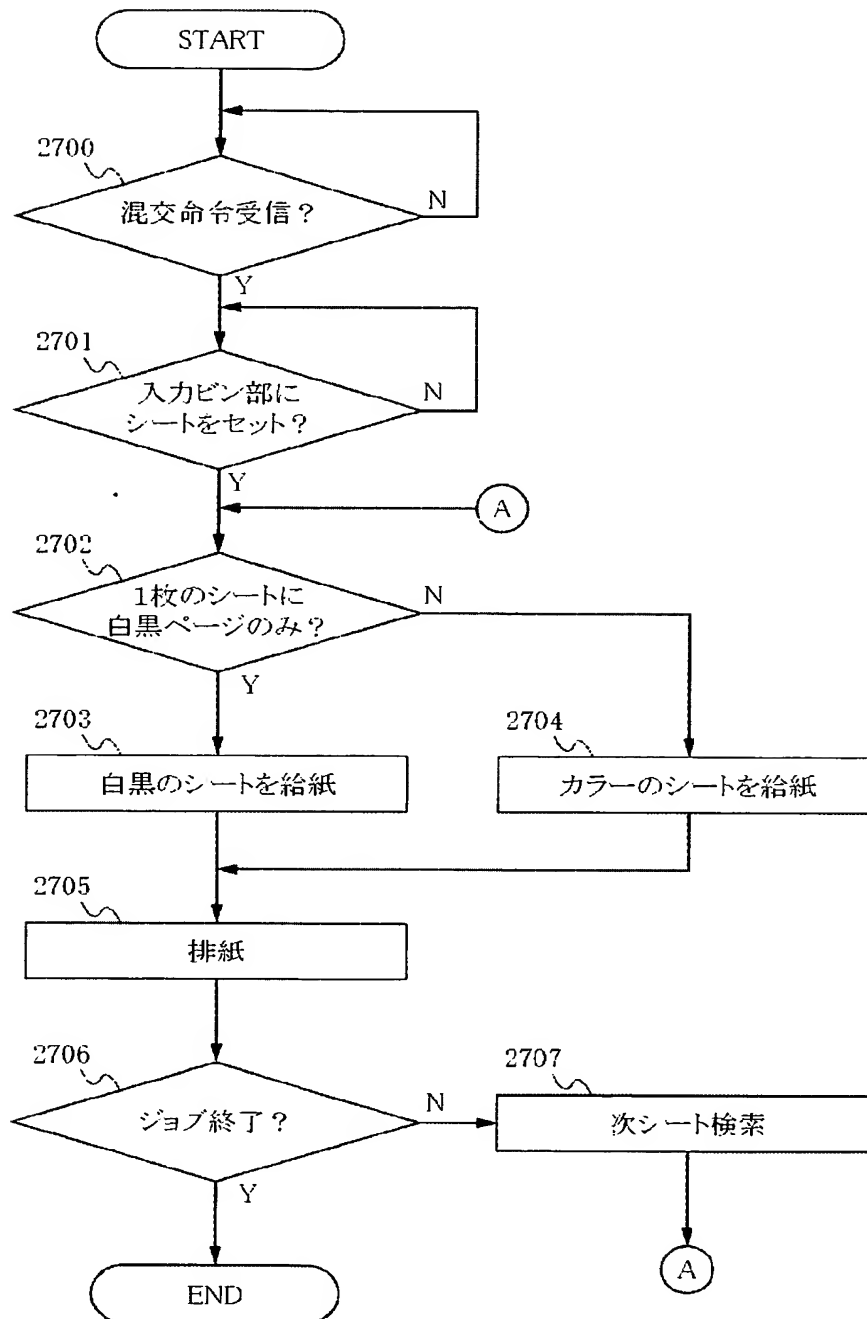 START
2700
混交命令受信？
N
Y
2701
入力ビン部に
シートをセット？
N
Y
A
2702
1枚のシートに
白黒ページのみ？
N
Y
2703
白黒のシートを給紙
2704
カラーのシートを給紙
2705
排紙
2706
ジョブ終了？
N
Y
2707
次シート検索
A
END